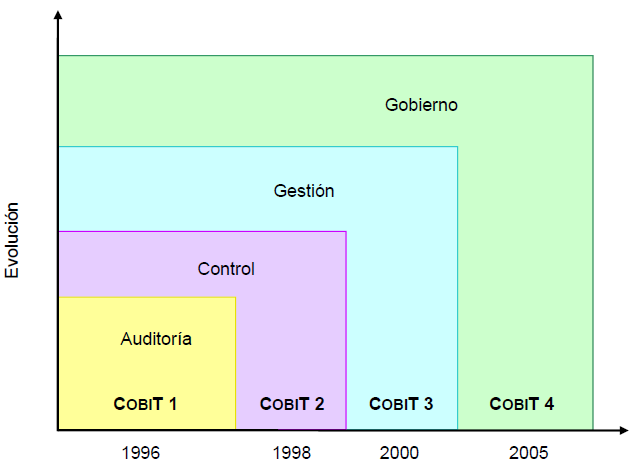 Gobierno
Gestión
Control
Auditoría
Evolución
COBIT 1 COBIT 2 COBIT 3 COBIT 4
1996 1998 2000 2005